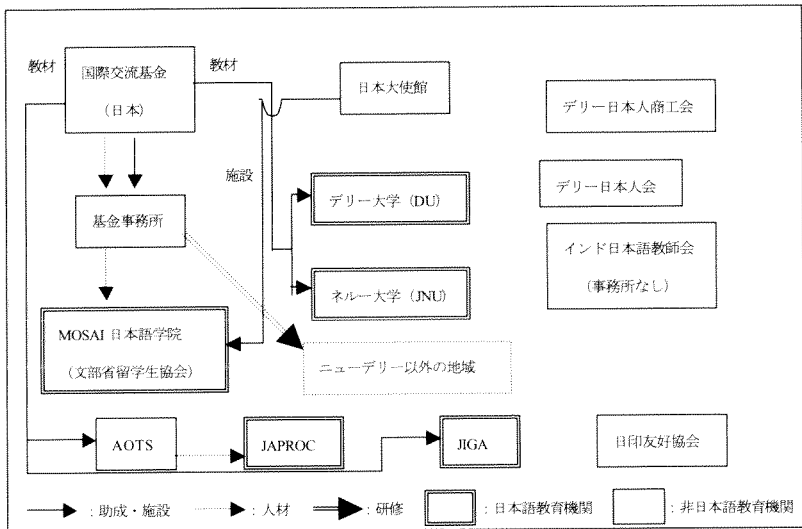 教材
国際交流基金
(日本)
教材
日本大使館
デリー日本人商工会
施設
デリー大学 (DU)
デリー日本人会
基金事務所
インド日本語教師会
(事務所なし)
ネルー大学 (JNU)
MOSAI 日本語学院
(文部省留学生協会)
ニューデリー以外の地域
AOTS
JAPROC
JIGA
日印友好協会
:助成・施設
:人材
:研修
:日本語教育機関
:非日本語教育機関